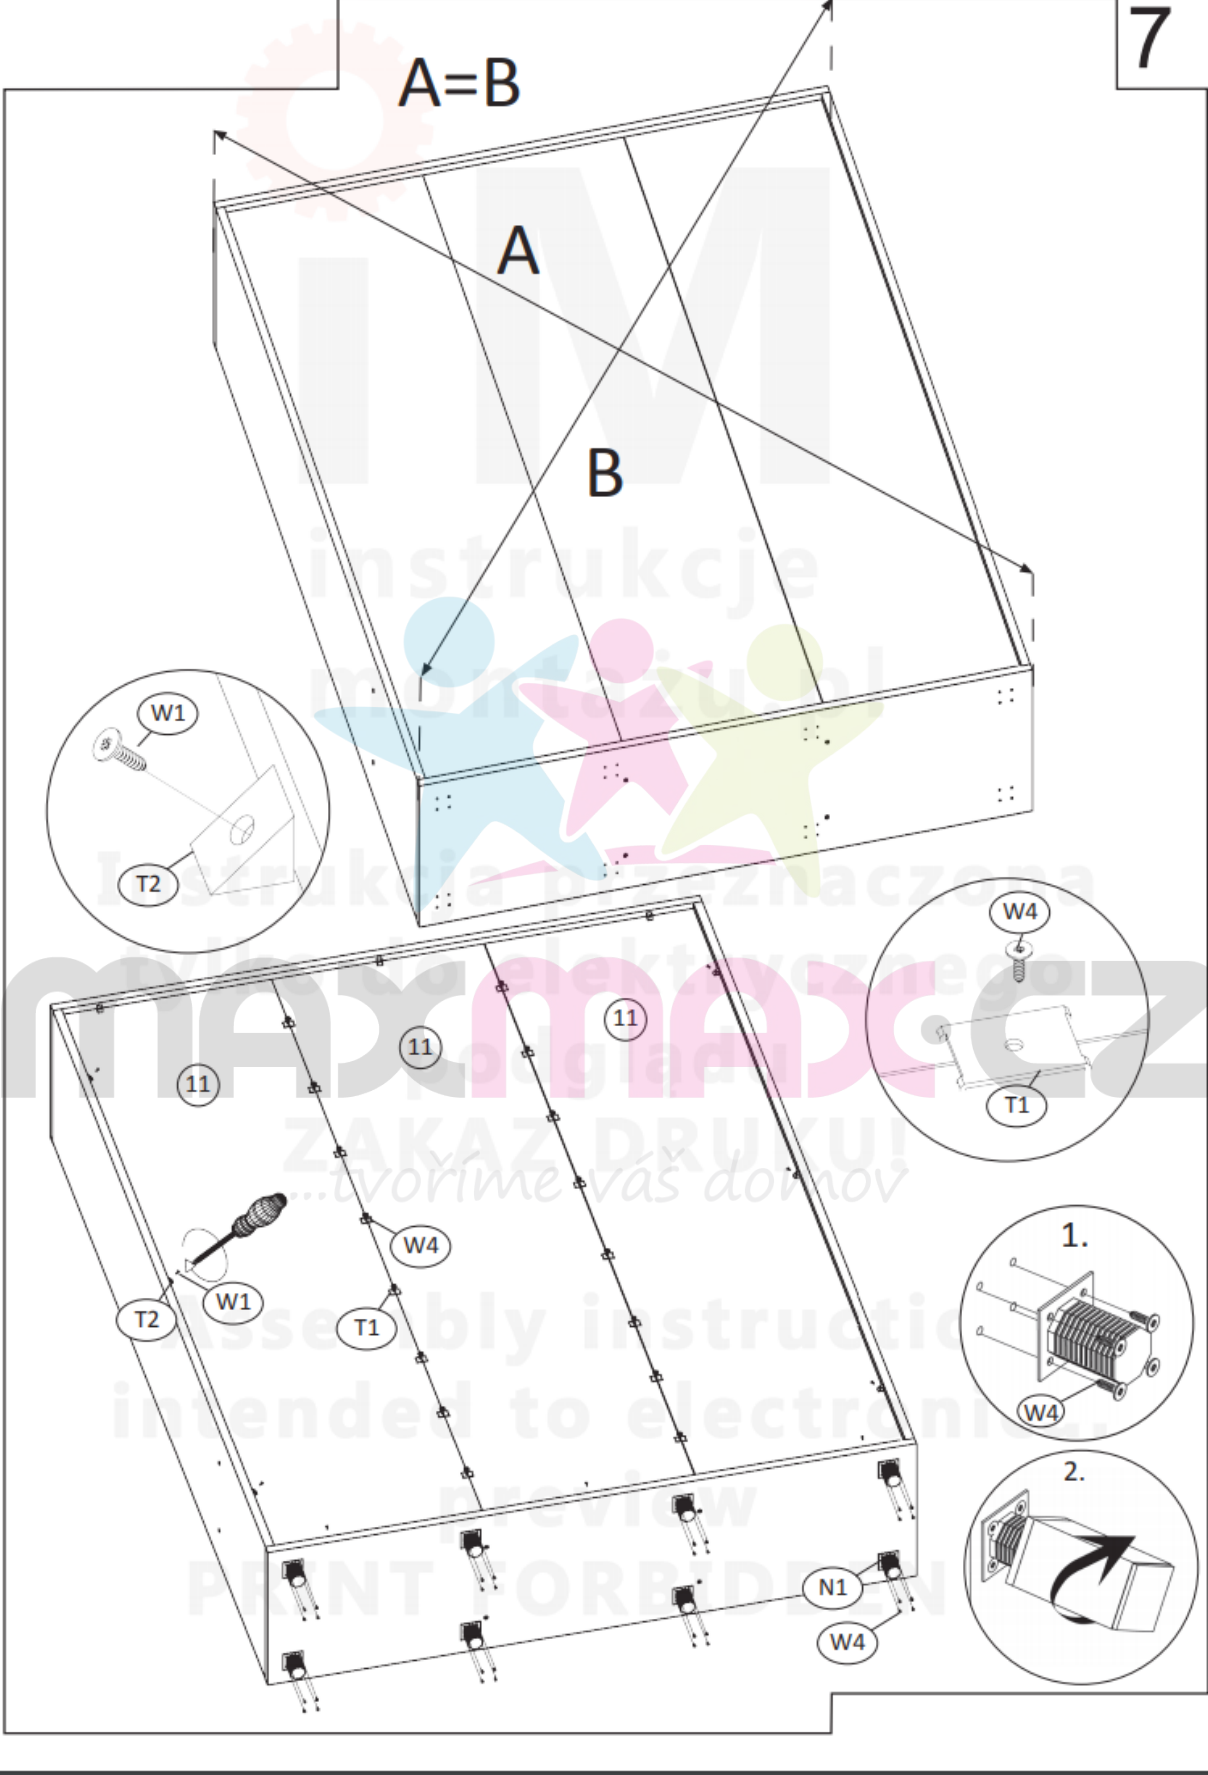 7
A=B
A
B
instrukcje
montażu.pl
W1
T2
Instrukcja przeznaczona
tylko do elektrycznego
podglądu
ZAKAZ DRUKU!
maxmax.cz
...tvoříme váš domov
W4
T1
11
11
11
W4
T1
W1
T2
1.
W4
2.
Assembly instruction
intended to electronic..
preview
PRINT FORBIDDEN
N1
W4